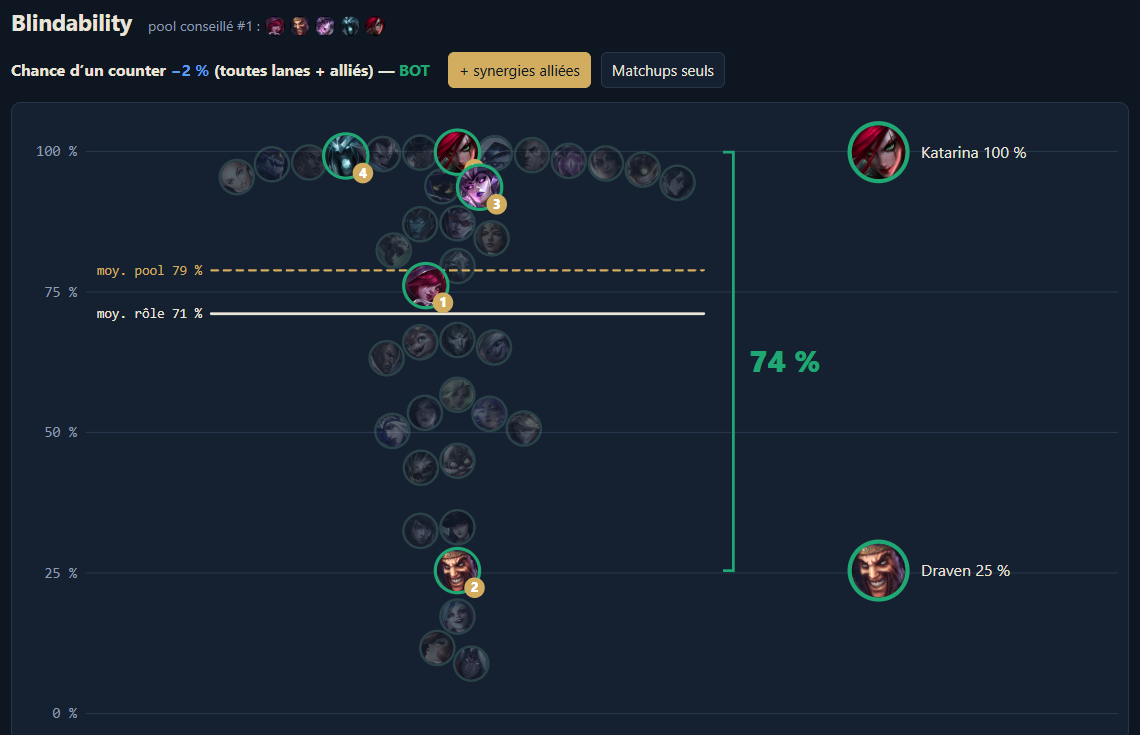 Blindability pool conseillé #1 :
Chance d'un counter −2 % (toutes lanes + alliés) — BOT + synergies alliées Matchups seuls
100 %
Katarina 100 %
4
3
moy. pool 79 %
75 %
1
moy. rôle 71 %
74 %
50 %
25 %
Draven 25 %
2
0 %